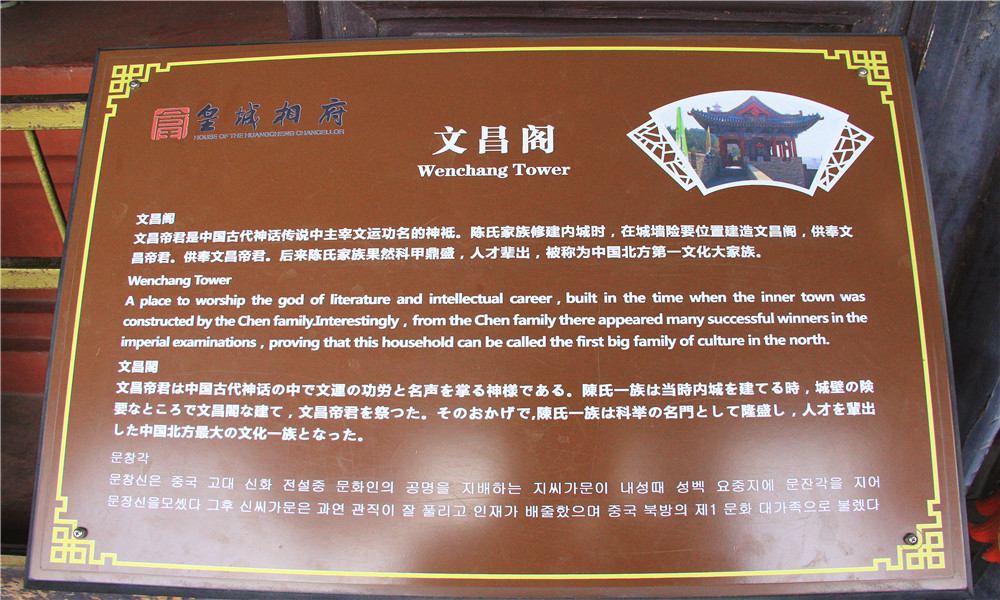 皇城相府
HOUSE OF THE HUANGCHENG CHANCELLOR
文昌阁
Wenchang Tower
文昌阁
文昌帝君是中国古代神话传说中主宰文运功名的神祇。陈氏家族修建内城时，在城墙险要位置建造文昌阁，供奉文
昌帝君。供奉文昌帝君。后来陈氏家族果然科甲鼎盛，人才辈出，被称为中国北方第一文化大家族。
Wenchang Tower
A place to worship the god of literature and intellectual career, built in the time when the inner town was
constructed by the Chen family.Interestingly, from the Chen family there appeared many successful winners in the
imperial examinations, proving that this household can be called the first big family of culture in the north.
文昌閣
文昌帝君は中国古代神话の中で文運の功労と名声を掌る神様である。陳氏一族は当時内城を建てる時，城壁の険
要なところで文昌閣な建て，文昌帝君を祭つた。そのおかげで,陳氏一族は科挙の名門として隆盛し，人才を輩出
した中国北方最大の文化一族となった。
문창각
문창신은 중국 고대 신화 전설중 문화인의 공명을 지배하는 지씨가문이 내성때 성벽 요중지에 문잔각을 지어
문장신을모셌다 그후 신씨가문은 과연 관직이 잘 풀리고 인재가 배줄핬으며 중국 북방의 제1 문화 대가족으로 불렜다